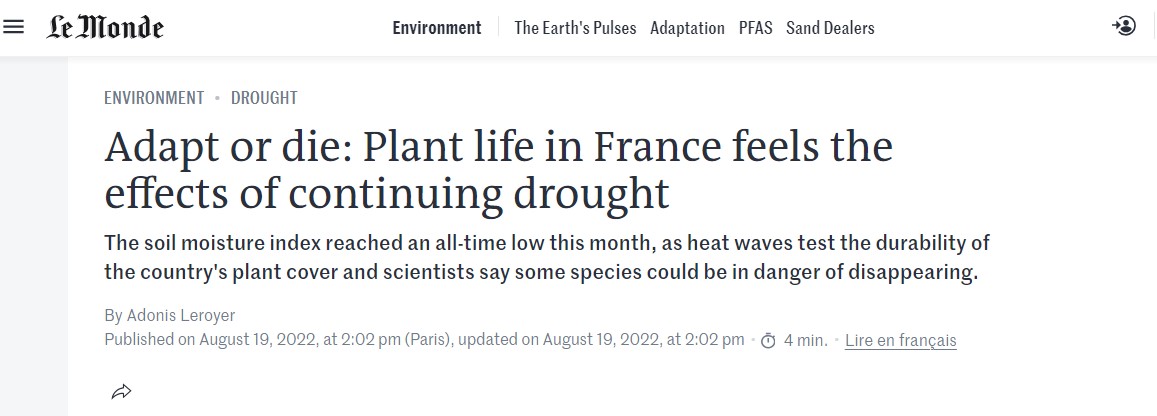 Le Monde
Environment The Earth's Pulses Adaptation PFAS Sand Dealers
ENVIRONMENT • DROUGHT
Adapt or die: Plant life in France feels the
effects of continuing drought
The soil moisture index reached an all-time low this month, as heat waves test the durability of
the country's plant cover and scientists say some species could be in danger of disappearing.
By Adonis Leroyer
Published on August 19, 2022, at 2:02 pm (Paris), updated on August 19, 2022, at 2:02 pm • 4 min. • Lire en français